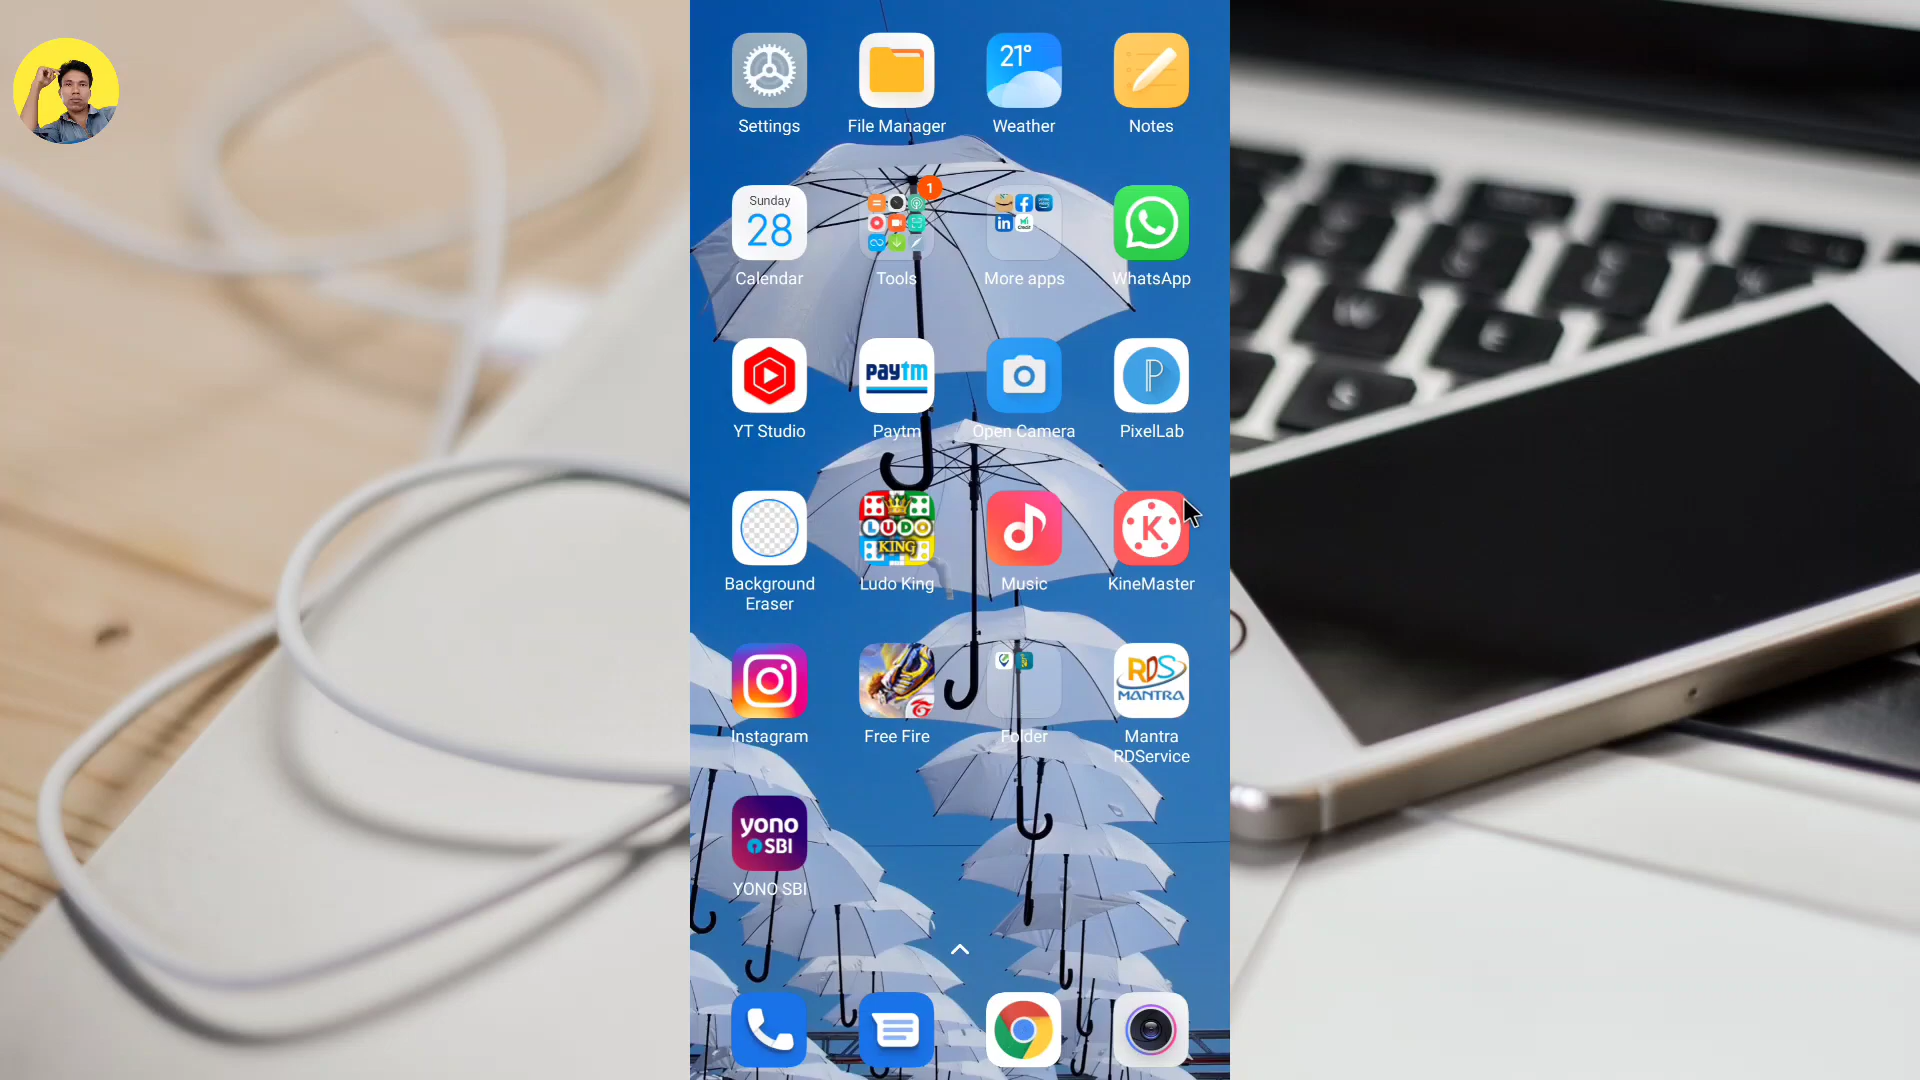 21°
Settings
File Manager
Weather
Notes
Sunday
28
1
in
Calendar
Tools
More apps
WhatsApp
paytm
P
YT Studio
Paytm
Open Camera
PixelLab
LUDO
KING
K
Background
Eraser
Ludo King
Music
KineMaster
RDS
MANTRA
Instagram
Free Fire
Folder
Mantra
RDService
yono
SBI
YONO SBI
W
E
S